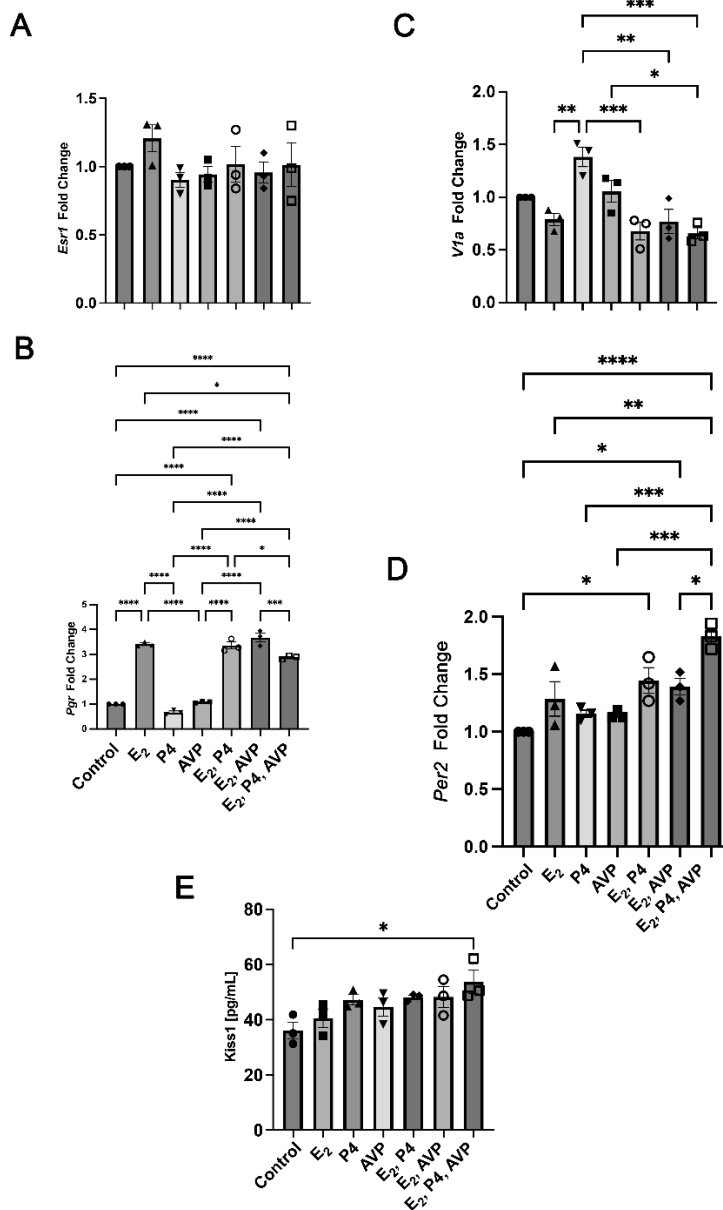 A
1.5
1.0
0.5
0.0
Esr1 Fold Change
C
***
**
*
**
***
2.0
1.5
1.0
0.5
0.0
V1a Fold Change
B
****
*
****
****
****
****
****
****
*
****
****
****
****
****
***
5
4
3
2
1
0
Pgr Fold Change
Control
E₂
P4
AVP
E₂, P4
E₂, AVP
E₂, P4, AVP
D
****
**
*
***
***
*
*
2.0
1.5
1.0
0.5
0.0
Per2 Fold Change
Control
E₂
P4
AVP
E₂, P4
E₂, AVP
E₂, P4, AVP
E
*
80
60
40
20
0
Kiss1 [pg/mL]
Control
E₂
P4
AVP
E₂, P4
E₂, AVP
E₂, P4, AVP